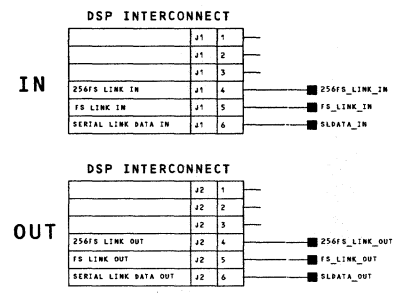 DSP INTERCONNECT
J1 1
J1 2
J1 3
IN
256FS LINK IN J1 4 256FS_LINK_IN
FS LINK IN J1 5 FS_LINK_IN
SERIAL LINK DATA IN J1 6 SLDATA_IN
DSP INTERCONNECT
J2 1
J2 2
J2 3
OUT
256FS LINK OUT J2 4 256FS_LINK_OUT
FS LINK OUT J2 5 FS_LINK_OUT
SERIAL LINK DATA OUT J2 6 SLDATA_OUT